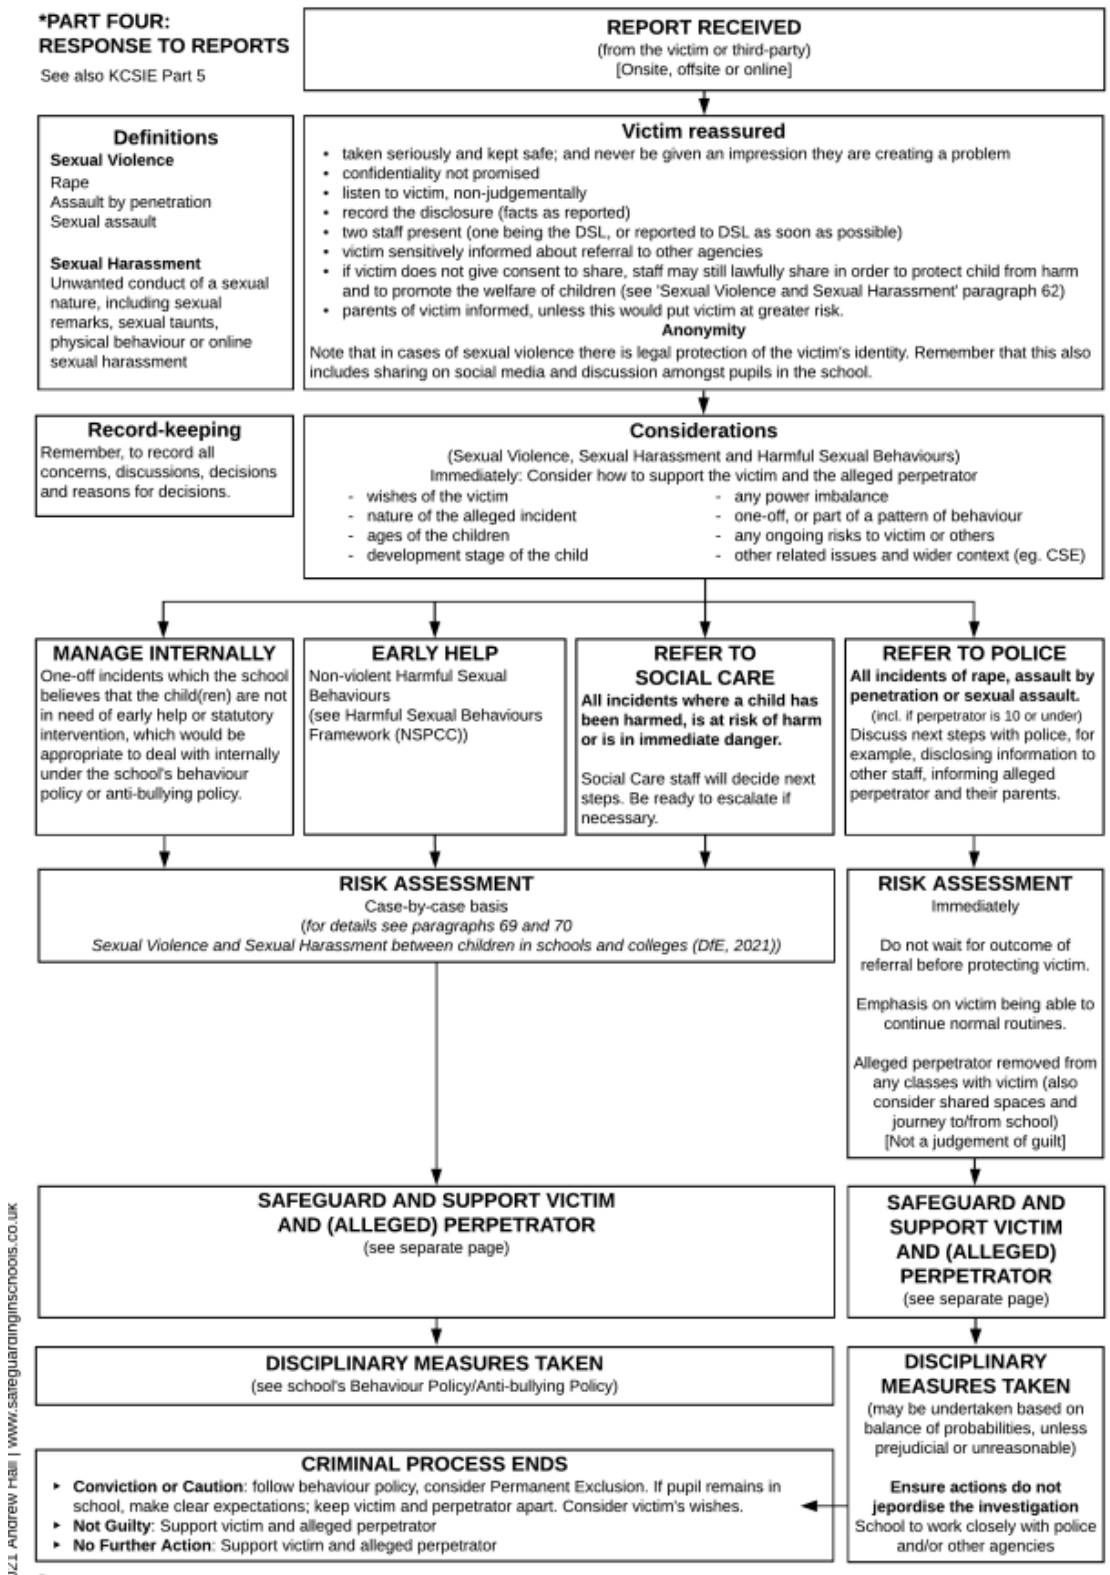 *PART FOUR:
RESPONSE TO REPORTS
See also KCSIE Part 5
REPORT RECEIVED
(from the victim or third-party)
[Onsite, offsite or online]
Definitions
Sexual Violence
Rape
Assault by penetration
Sexual assault
Sexual Harassment
Unwanted conduct of a sexual
nature, including sexual
remarks, sexual taunts,
physical behaviour or online
sexual harassment
Victim reassured
• taken seriously and kept safe; and never be given an impression they are creating a problem
• confidentiality not promised
• listen to victim, non-judgementally
• record the disclosure (facts as reported)
• two staff present (one being the DSL, or reported to DSL as soon as possible)
• victim sensitively informed about referral to other agencies
• if victim does not give consent to share, staff may still lawfully share in order to protect child from harm
and to promote the welfare of children (see 'Sexual Violence and Sexual Harassment' paragraph 62)
• parents of victim informed, unless this would put victim at greater risk.
Anonymity
Note that in cases of sexual violence there is legal protection of the victim's identity. Remember that this also
includes sharing on social media and discussion amongst pupils in the school.
Record-keeping
Remember, to record all
concerns, discussions, decisions
and reasons for decisions.
Considerations
(Sexual Violence, Sexual Harassment and Harmful Sexual Behaviours)
Immediately: Consider how to support the victim and the alleged perpetrator
- wishes of the victim
- nature of the alleged incident
- ages of the children
- development stage of the child
- any power imbalance
- one-off, or part of a pattern of behaviour
- any ongoing risks to victim or others
- other related issues and wider context (eg. CSE)
MANAGE INTERNALLY
One-off incidents which the school
believes that the child(ren) are not
in need of early help or statutory
intervention, which would be
appropriate to deal with internally
under the school's behaviour
policy or anti-bullying policy.
EARLY HELP
Non-violent Harmful Sexual
Behaviours
(see Harmful Sexual Behaviours
Framework (NSPCC))
REFER TO
SOCIAL CARE
All incidents where a child has
been harmed, is at risk of harm
or is in immediate danger.
Social Care staff will decide next
steps. Be ready to escalate if
necessary.
REFER TO POLICE
All incidents of rape, assault by
penetration or sexual assault.
(incl. if perpetrator is 10 or under)
Discuss next steps with police, for
example, disclosing information to
other staff, informing alleged
perpetrator and their parents.
RISK ASSESSMENT
Case-by-case basis
(for details see paragraphs 69 and 70
Sexual Violence and Sexual Harassment between children in schools and colleges (DfE, 2021))
RISK ASSESSMENT
Immediately
Do not wait for outcome of
referral before protecting victim.
Emphasis on victim being able to
continue normal routines.
Alleged perpetrator removed from
any classes with victim (also
consider shared spaces and
journey to/from school)
[Not a judgement of guilt]
SAFEGUARD AND SUPPORT VICTIM
AND (ALLEGED) PERPETRATOR
(see separate page)
SAFEGUARD AND
SUPPORT VICTIM
AND (ALLEGED)
PERPETRATOR
(see separate page)
DISCIPLINARY MEASURES TAKEN
(see school's Behaviour Policy/Anti-bullying Policy)
DISCIPLINARY
MEASURES TAKEN
(may be undertaken based on
balance of probabilities, unless
prejudicial or unreasonable)
Ensure actions do not
jepordise the investigation
School to work closely with police
and/or other agencies
CRIMINAL PROCESS ENDS
▸ Conviction or Caution: follow behaviour policy, consider Permanent Exclusion. If pupil remains in
school, make clear expectations; keep victim and perpetrator apart. Consider victim's wishes.
▸ Not Guilty: Support victim and alleged perpetrator
▸ No Further Action: Support victim and alleged perpetrator
Andrew Hall | www.safeguardinginschools.co.uk